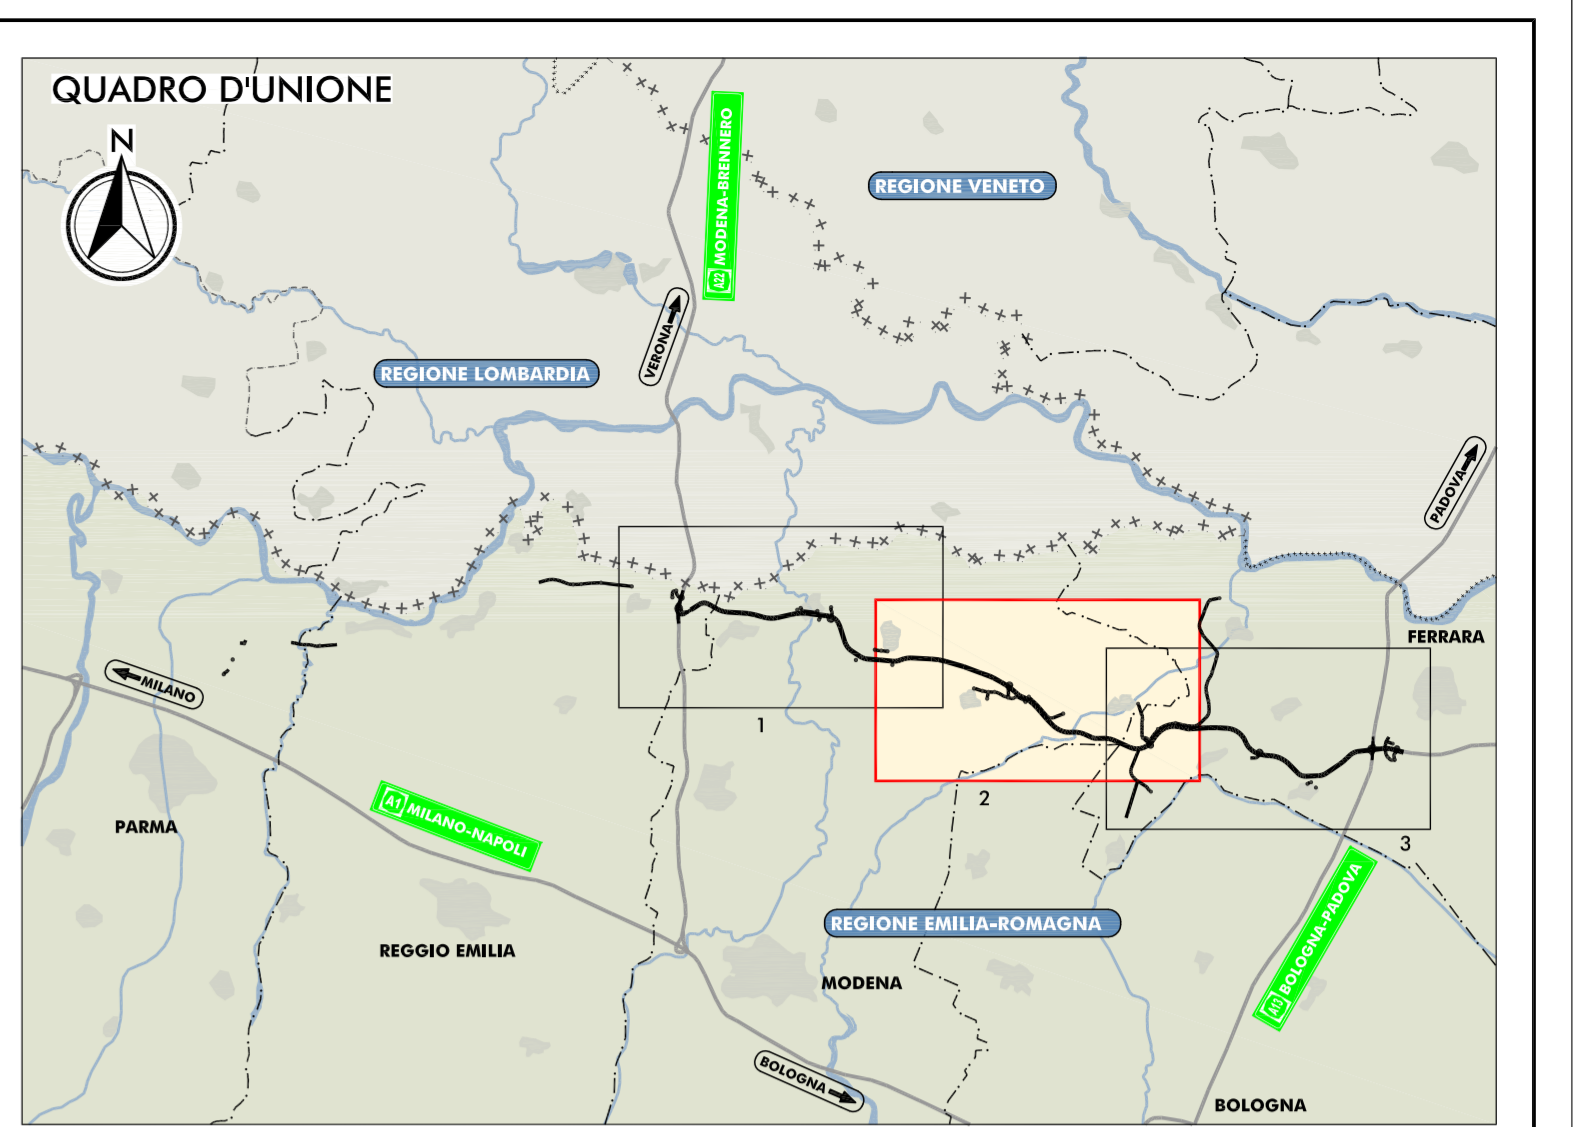 QUADRO D'UNIONE
N
A22 MODENA-BRENNERO
REGIONE VENETO
VERONA
REGIONE LOMBARDIA
PADOVA
FERRARA
MILANO
1
2
3
PARMA
A1 MILANO-NAPOLI
A13 BOLOGNA-PADOVA
REGIONE EMILIA-ROMAGNA
REGGIO EMILIA
MODENA
BOLOGNA
BOLOGNA